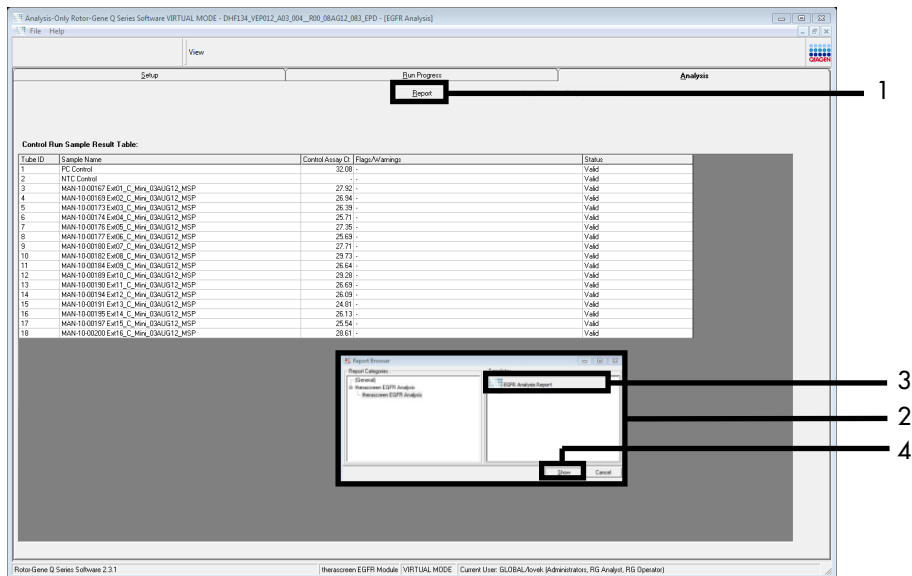 Analysis-Only Rotor-Gene Q Series Software VIRTUAL MODE - DHF134_VEP012_A03_004__R00_08AG12_083_EPD - [EGFR Analysis]
File Help
View
QIAGEN
Setup Run Progress Analysis
Report
1
Control Run Sample Result Table:
Tube ID Sample Name Control Assay Ct Flags/Warnings Status
1 PC Control 32.08 - Valid
2 NTC Control - - Valid
3 MAN-10-00167 Ext01_C_Mini_03AUG12_MSP 27.92 - Valid
4 MAN-10-00169 Ext02_C_Mini_03AUG12_MSP 26.94 - Valid
5 MAN-10-00173 Ext03_C_Mini_03AUG12_MSP 26.39 - Valid
6 MAN-10-00174 Ext04_C_Mini_03AUG12_MSP 25.71 - Valid
7 MAN-10-00176 Ext05_C_Mini_03AUG12_MSP 27.35 - Valid
8 MAN-10-00177 Ext06_C_Mini_03AUG12_MSP 25.69 - Valid
9 MAN-10-00180 Ext07_C_Mini_03AUG12_MSP 27.71 - Valid
10 MAN-10-00182 Ext08_C_Mini_03AUG12_MSP 29.73 - Valid
11 MAN-10-00184 Ext09_C_Mini_03AUG12_MSP 26.64 - Valid
12 MAN-10-00189 Ext10_C_Mini_03AUG12_MSP 29.28 - Valid
13 MAN-10-00190 Ext11_C_Mini_03AUG12_MSP 26.69 - Valid
14 MAN-10-00194 Ext12_C_Mini_03AUG12_MSP 26.09 - Valid
15 MAN-10-00191 Ext13_C_Mini_03AUG12_MSP 24.81 - Valid
16 MAN-10-00195 Ext14_C_Mini_03AUG12_MSP 26.13 - Valid
17 MAN-10-00197 Ext15_C_Mini_03AUG12_MSP 25.54 - Valid
18 MAN-10-00200 Ext16_C_Mini_03AUG12_MSP 28.61 - Valid
Report Browser
Report Categories
(General)
therascreen EGFR Analysis
therascreen EGFR Analysis
EGFR Analysis Report
3
2
4
Show Cancel
Rotor-Gene Q Series Software 2.3.1 therascreen EGFR Module VIRTUAL MODE Current User: GLOBAL/lovek (Administrators, RG Analyst, RG Operator)